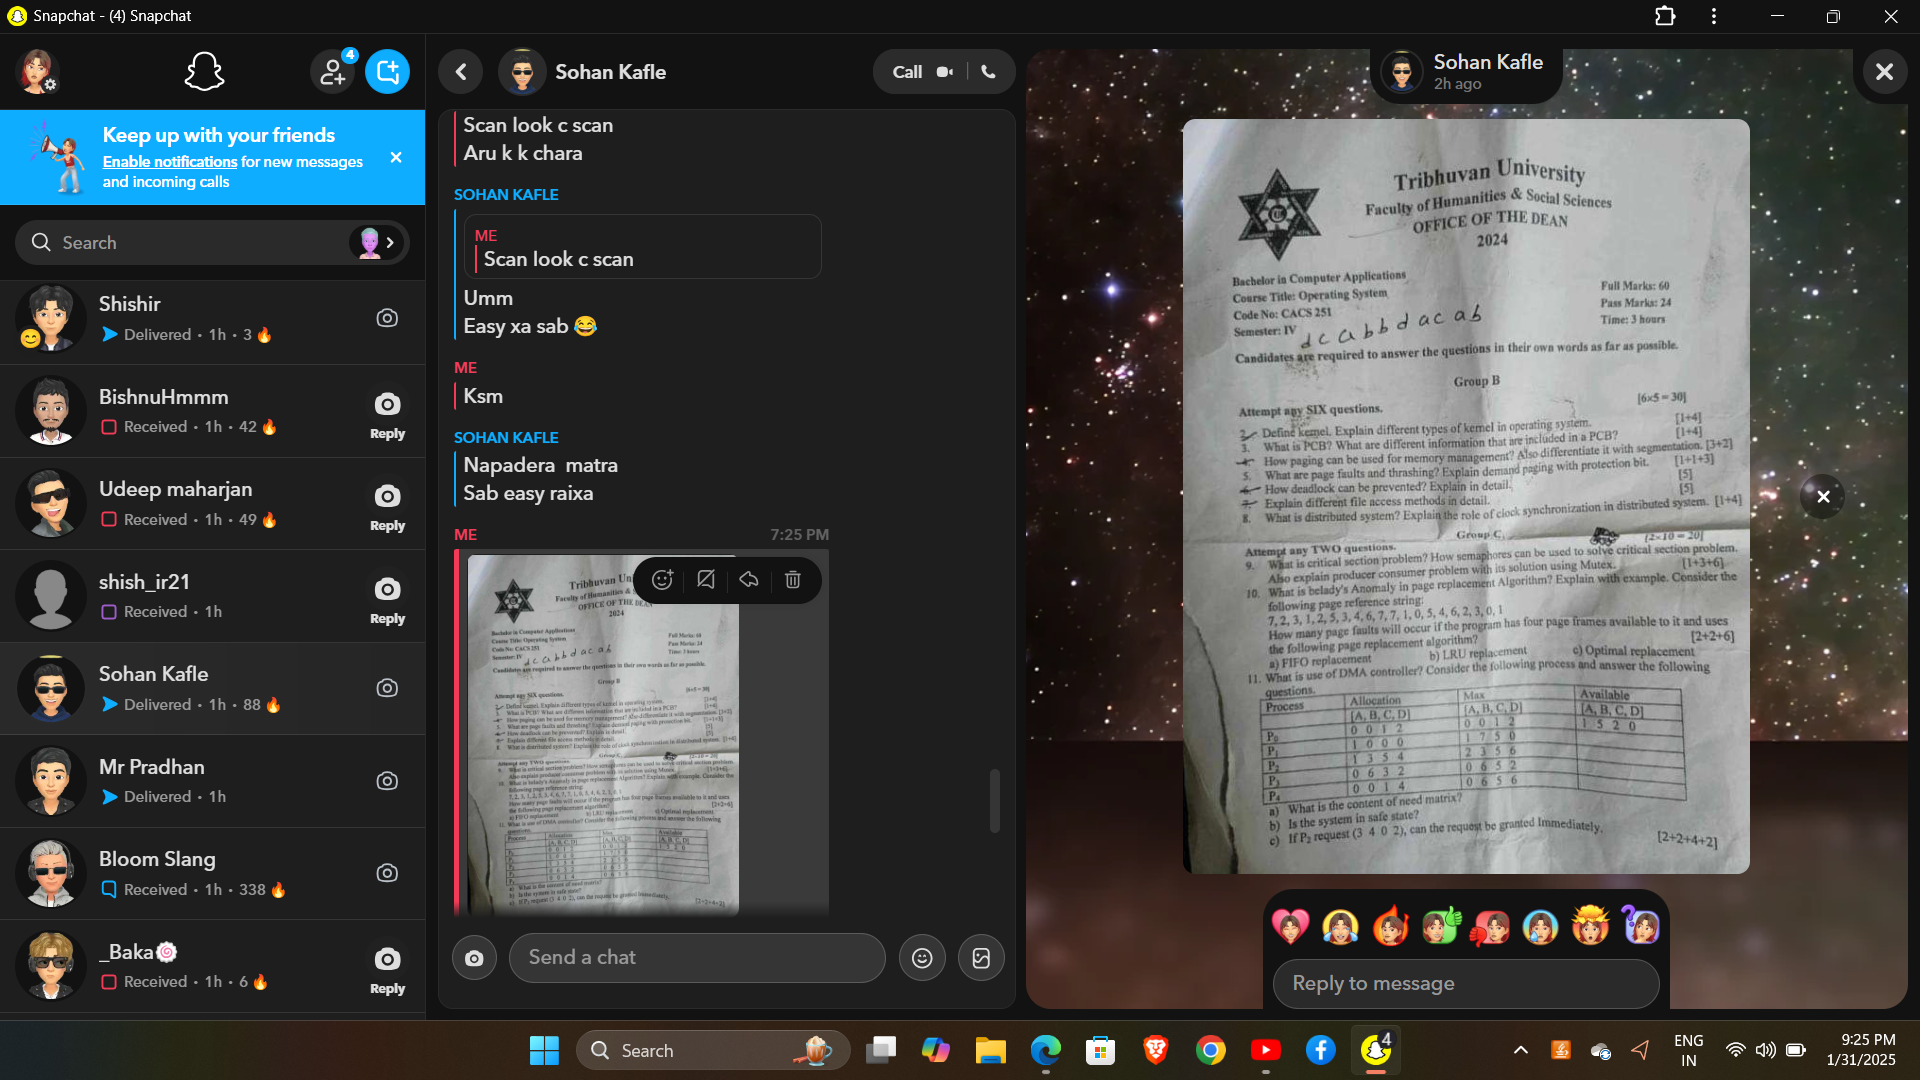 Snapchat - (4) Snapchat
4
Keep up with your friends
Enable notifications for new messages
and incoming calls
Search
Shishir
Delivered · 1h · 3🔥
BishnuHmmm
Received · 1h · 42🔥
Reply
Udeep maharjan
Received · 1h · 49🔥
Reply
shish_ir21
Received · 1h
Reply
Sohan Kafle
Delivered · 1h · 88🔥
Mr Pradhan
Delivered · 1h
Bloom Slang
Received · 1h · 338🔥
_Baka🍥
Received · 1h · 6🔥
Reply
Sohan Kafle
Call
Scan look c scan
Aru k k chara
SOHAN KAFLE
ME
Scan look c scan
Umm
Easy xa sab 😂
ME
Ksm
SOHAN KAFLE
Napadera matra
Sab easy raixa
ME
7:25 PM
Send a chat
Sohan Kafle
2h ago
Tribhuvan University
Faculty of Humanities & Social Sciences
OFFICE OF THE DEAN
2024
Bachelor in Computer Applications
Course Title: Operating System
Code No: CACS 251
Semester: IV
Full Marks: 60
Pass Marks: 24
Time: 3 hours
d c a b b d a c a b
Candidates are required to answer the questions in their own words as far as possible.
Group B
Attempt any SIX questions. [6×5 = 30]
2. Define kernel. Explain different types of kernel in operating system. [1+4]
3. What is PCB? What are different information that are included in a PCB? [1+4]
How paging can be used for memory management? Also differentiate it with segmentation. [3+2]
5. What are page faults and thrashing? Explain demand paging with protection bit. [1+1+3]
How deadlock can be prevented? Explain in detail. [5]
Explain different file access methods in detail. [5]
8. What is distributed system? Explain the role of clock synchronization in distributed system. [1+4]
Group C
Attempt any TWO questions. (2×10 = 20]
9. What is critical section problem? How semaphores can be used to solve critical section problem.
Also explain producer consumer problem with its solution using Mutex. [1+3+6]
10. What is belady's Anomaly in page replacement Algorithm? Explain with example. Consider the
following page reference string:
7, 2, 3, 1, 2, 5, 3, 4, 6, 7, 7, 1, 0, 5, 4, 6, 2, 3, 0, 1
How many page faults will occur if the program has four page frames available to it and uses
the following page replacement algorithm? [2+2+6]
a) FIFO replacement b) LRU replacement c) Optimal replacement
11. What is use of DMA controller? Consider the following process and answer the following
questions.
Process Allocation Max Available
[A, B, C, D] [A, B, C, D] [A, B, C, D]
P0 0 0 1 2 0 0 1 2 1 5 2 0
P1 1 0 0 0 1 7 5 0
P2 1 3 5 4 2 3 5 6
P3 0 6 3 2 0 6 5 2
P4 0 0 1 4 0 6 5 6
a) What is the content of need matrix?
b) Is the system in safe state?
c) If P2 request (3 4 0 2), can the request be granted Immediately. [2+2+4+2]
Reply to message
Search
4
ENG
IN
9:25 PM
1/31/2025